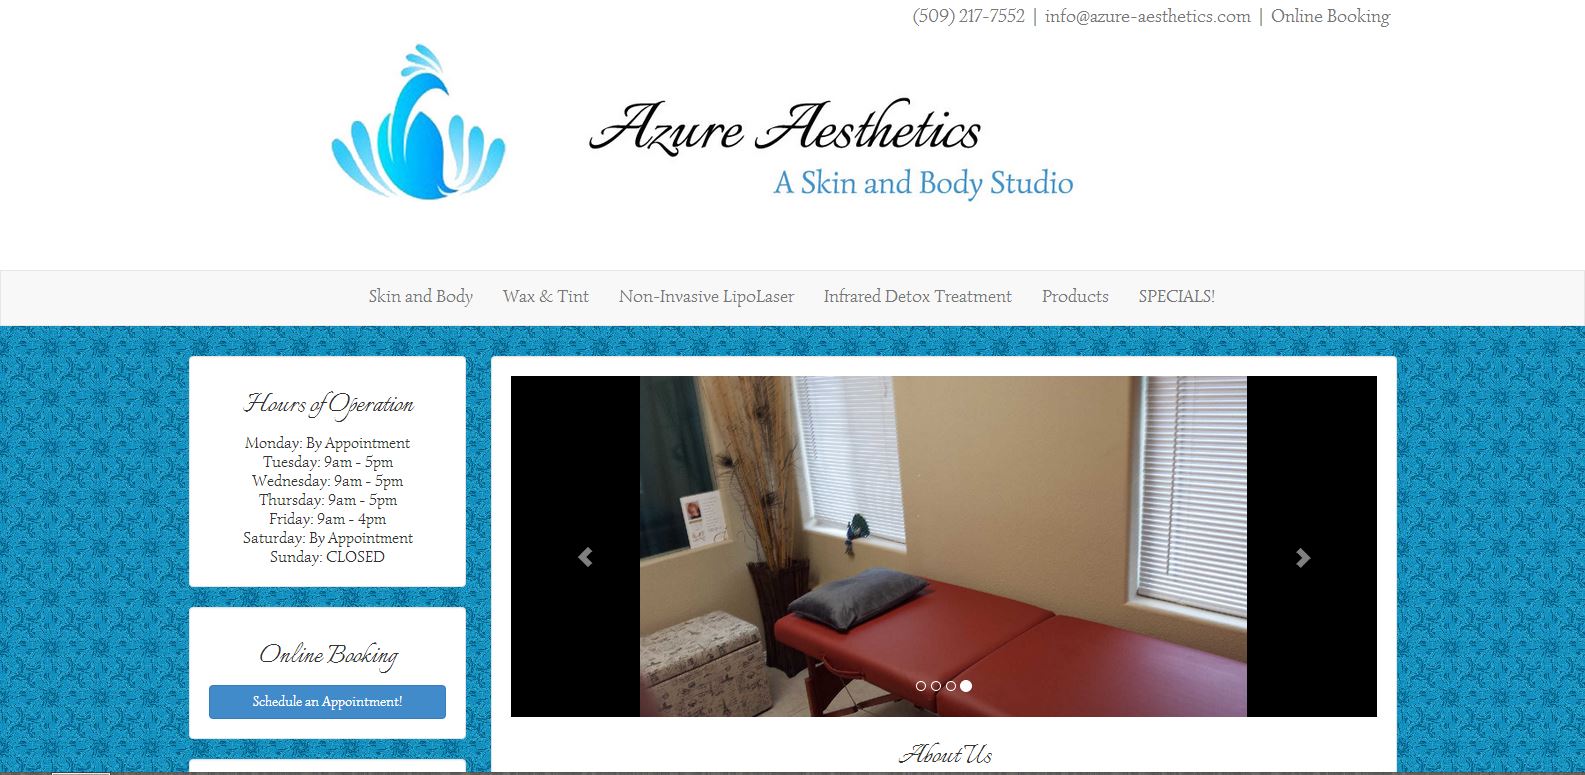 (509) 217-7552 | info@azure-aesthetics.com | Online Booking
Azure Aesthetics
A Skin and Body Studio
Skin and Body Wax & Tint Non-Invasive LipoLaser Infrared Detox Treatment Products SPECIALS!
Hours of Operation
Monday: By Appointment
Tuesday: 9am - 5pm
Wednesday: 9am - 5pm
Thursday: 9am - 5pm
Friday: 9am - 4pm
Saturday: By Appointment
Sunday: CLOSED
Online Booking
Schedule an Appointment!
About Us